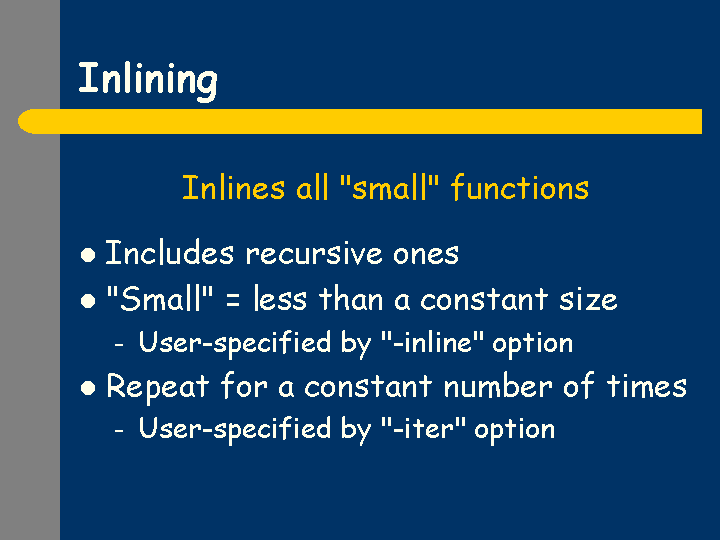 Inlining
Inlines all "small" functions
● Includes recursive ones
● "Small" = less than a constant size
– User-specified by "-inline" option
● Repeat for a constant number of times
– User-specified by "-iter" option